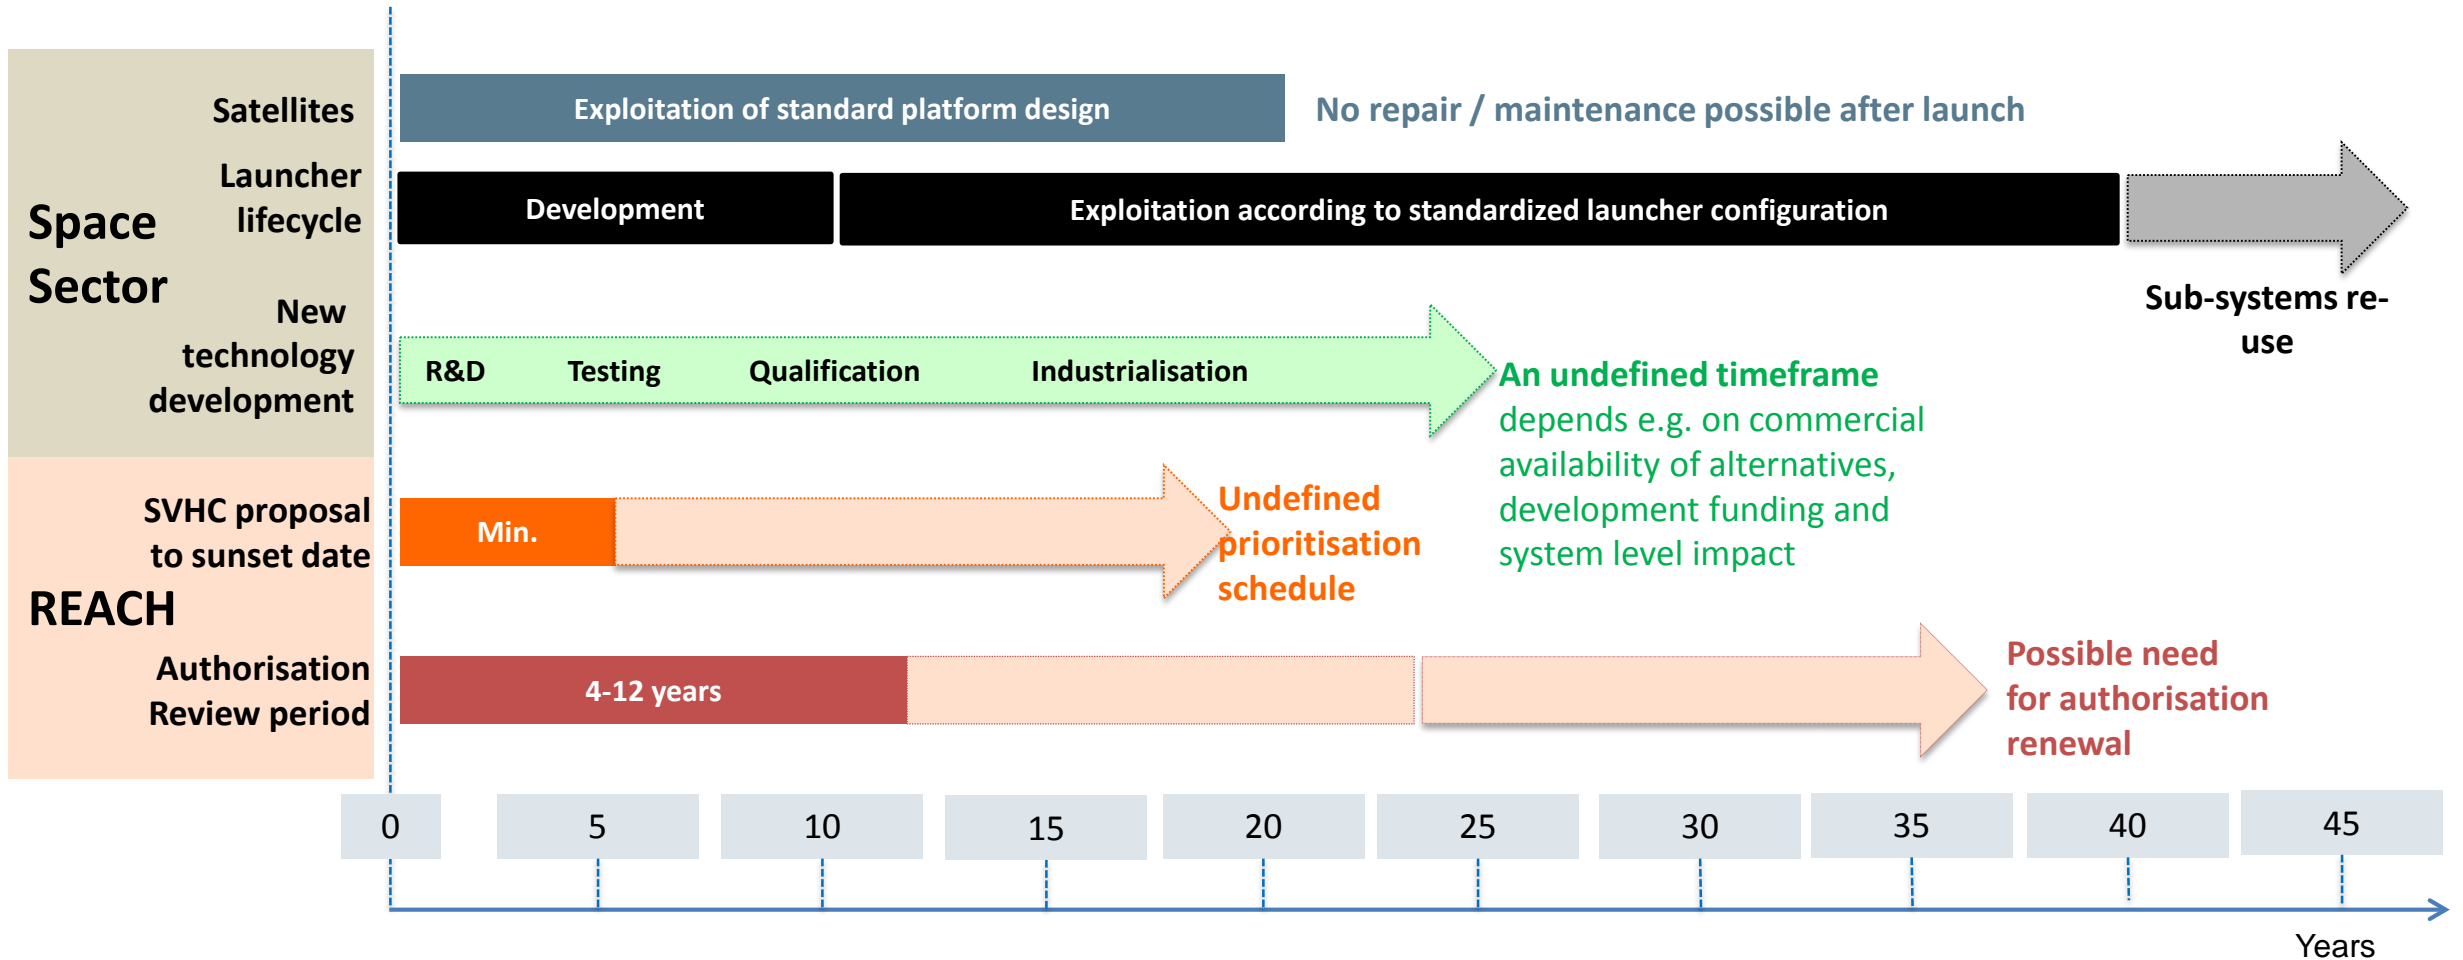 Space
Sector
Satellites
Exploitation of standard platform design
No repair / maintenance possible after launch
Launcher
lifecycle
Development
Exploitation according to standardized launcher configuration
Sub-systems re-
use
New
technology
development
R&D
Testing
Qualification
Industrialisation
An undefined timeframe
depends e.g. on commercial
availability of alternatives,
development funding and
system level impact
REACH
SVHC proposal
to sunset date
Min.
Undefined
prioritisation
schedule
Authorisation
Review period
4-12 years
Possible need
for authorisation
renewal
0
5
10
15
20
25
30
35
40
45
Years